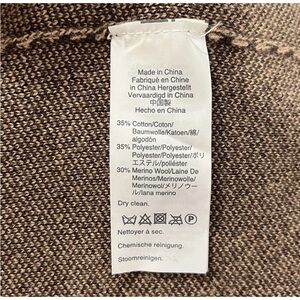 Made in China
Fabriqué en Chine
in China Hergestellt
Vervaardigd in China
中国製
Hecho en China
35% Cotton/Coton/
Baumwolle/Katoen/綿/
algodón
35% Polyester/Polyester/
Polyester/Polyester/ポリ
エステル/poliéster
30% Merino Wool/Laine De
Merinos/Merinowolle/
Merinowol/メリノウー
ル/lana merino
Dry clean.
Nettoyer à sec.
Chemische reinigung.
Stoomreinigen.